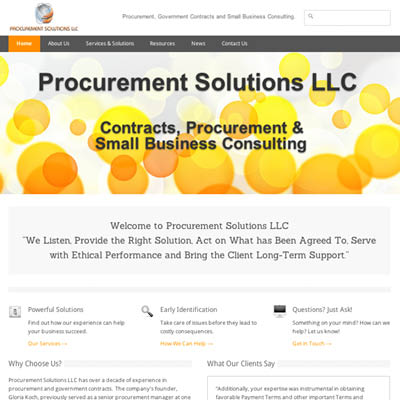 PROCUREMENT SOLUTIONS LLC
Procurement, Government Contracts and Small Business Consulting.
Home About Us Services & Solutions Resources News Contact Us
Procurement Solutions LLC
Contracts, Procurement &
Small Business Consulting
Welcome to Procurement Solutions LLC
"We Listen, Provide the Right Solution, Act on What has Been Agreed To, Serve
with Ethical Performance and Bring the Client Long-Term Support."
Powerful Solutions
Find out how our experience can help
your business succeed.
Our Services →
Early Identification
Take care of issues before they lead to
costly consequences.
How We Can Help →
Questions? Just Ask!
Something on your mind? How can we
help? Let us know!
Get in Touch →
Why Choose Us?
Procurement Solutions LLC has over a decade of experience in
procurement and government contracts. The company's founder,
Gloria Koch, previously served as a senior procurement manager at one
What Our Clients Say
"Additionally, your expertise was instrumental in obtaining
favorable Payment Terms and other important Terms and